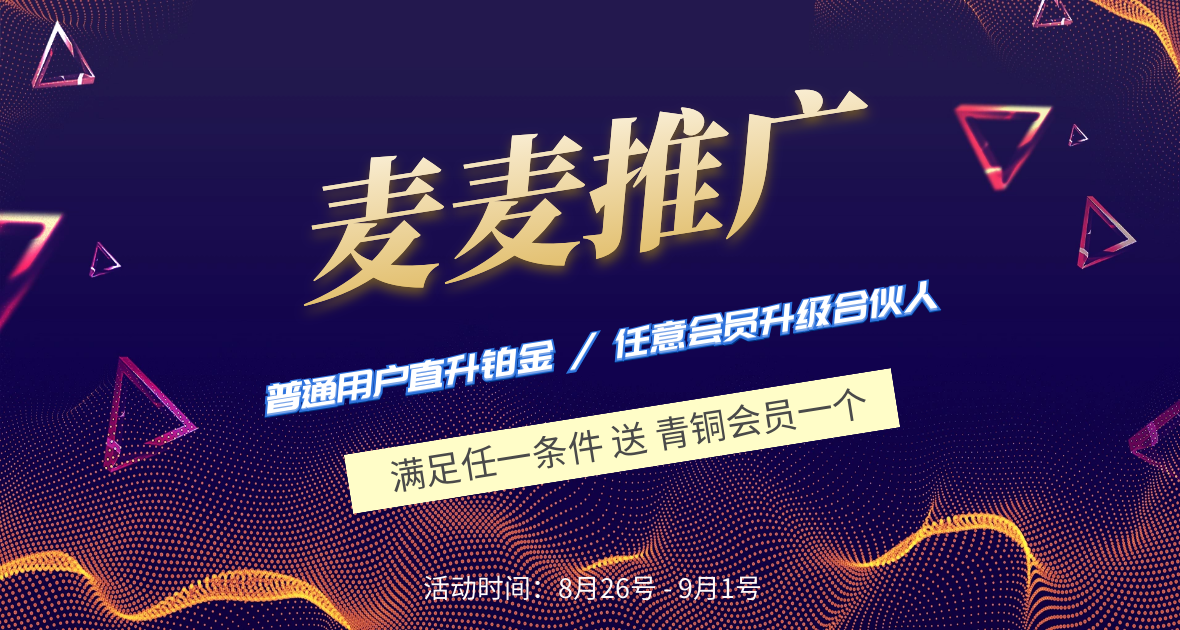 麦麦推广
普通用户直升铂金 / 任意会员升级合伙人
满足任一条件 送 青铜会员一个
活动时间：8月26号 - 9月1号